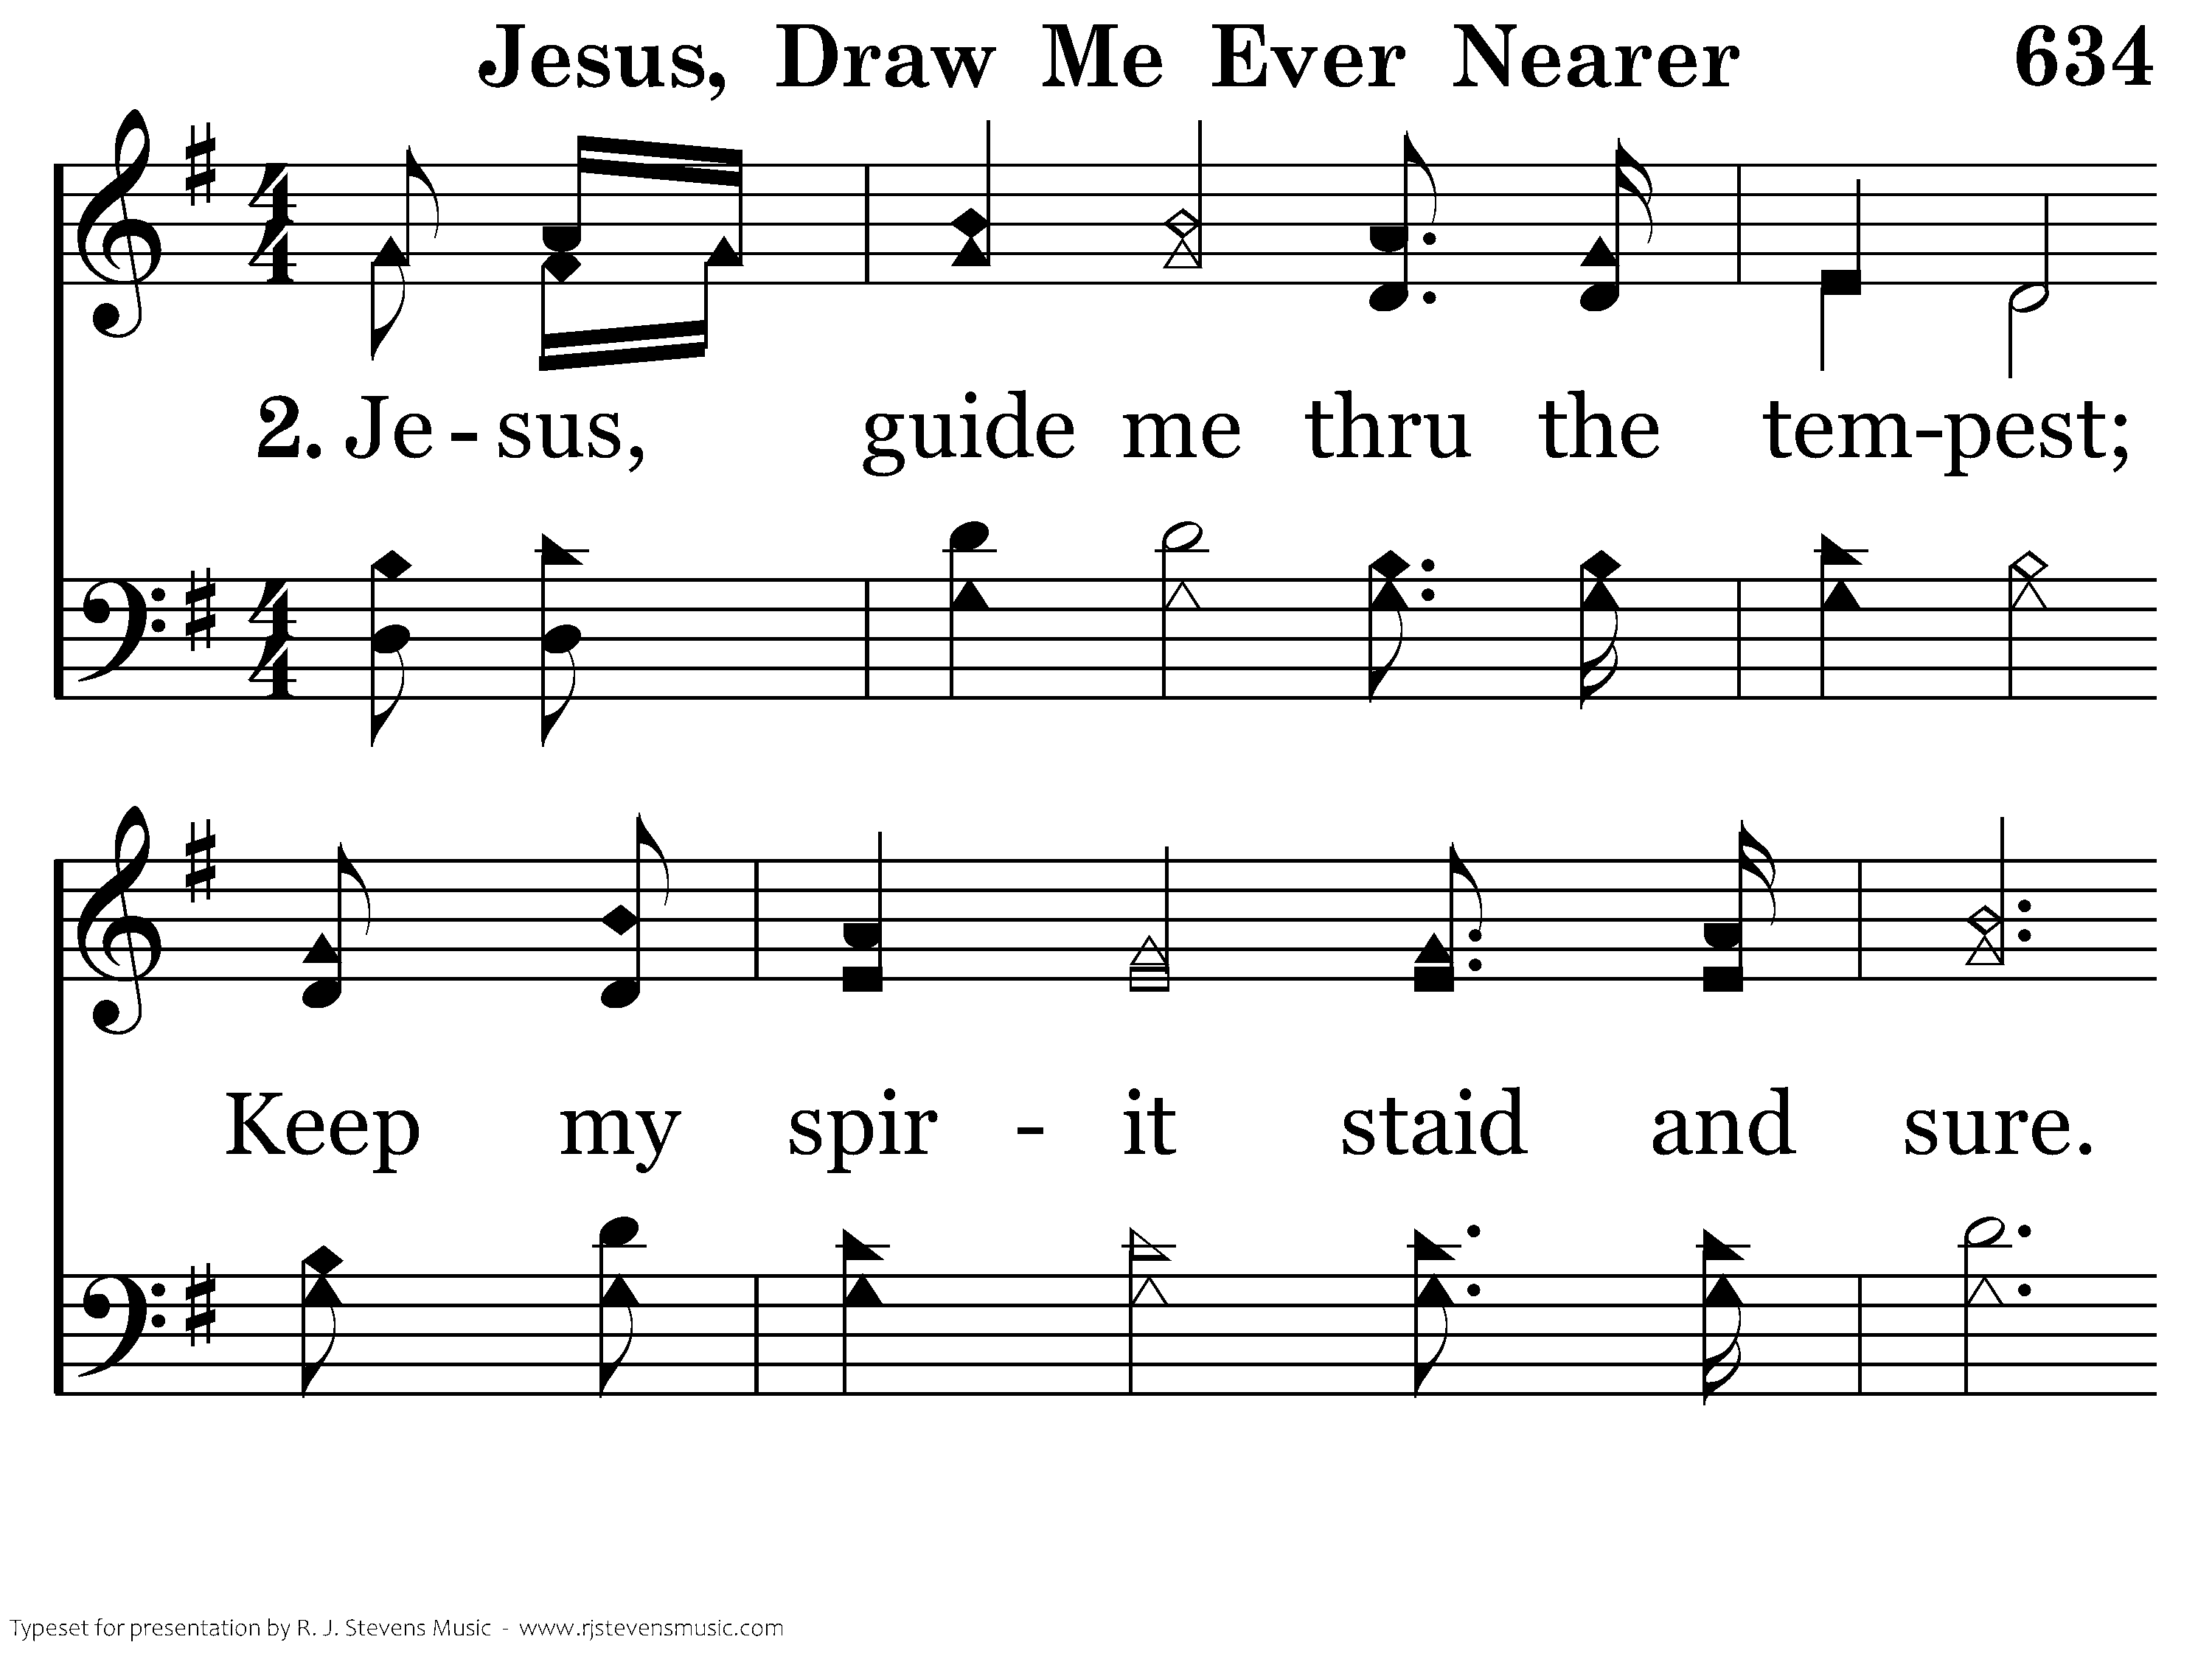 Jesus, Draw Me Ever Nearer 634
2. Je - sus, guide me thru the tem-pest;
Keep my spir - it staid and sure.
Typeset for presentation by R. J. Stevens Music - www.rjstevensmusic.com